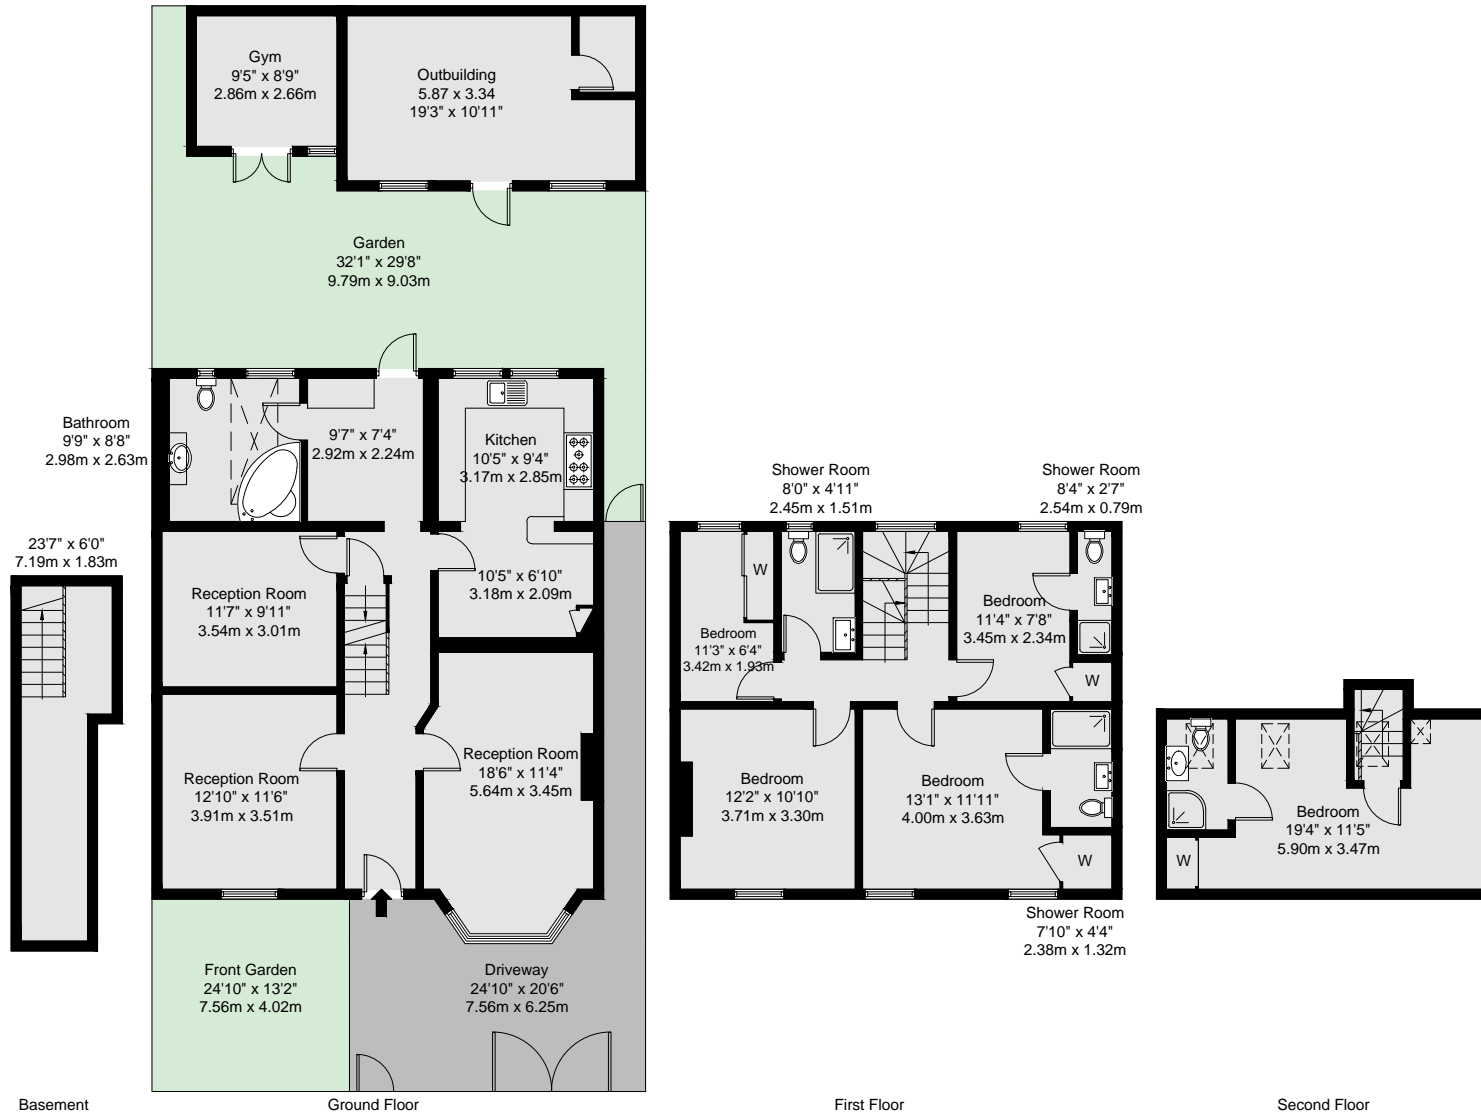 Gym
9'5" x 8'9"
2.86m x 2.66m
Outbuilding
5.87 x 3.34
19'3" x 10'11"
Garden
32'1" x 29'8"
9.79m x 9.03m
Bathroom
9'9" x 8'8"
2.98m x 2.63m
9'7" x 7'4"
2.92m x 2.24m
Kitchen
10'5" x 9'4"
3.17m x 2.85m
23'7" x 6'0"
7.19m x 1.83m
Reception Room
11'7" x 9'11"
3.54m x 3.01m
10'5" x 6'10"
3.18m x 2.09m
Reception Room
12'10" x 11'6"
3.91m x 3.51m
Reception Room
18'6" x 11'4"
5.64m x 3.45m
Front Garden
24'10" x 13'2"
7.56m x 4.02m
Driveway
24'10" x 20'6"
7.56m x 6.25m
Shower Room
8'0" x 4'11"
2.45m x 1.51m
Shower Room
8'4" x 2'7"
2.54m x 0.79m
W
Bedroom
11'3" x 6'4"
3.42m x 1.93m
Bedroom
11'4" x 7'8"
3.45m x 2.34m
W
Bedroom
12'2" x 10'10"
3.71m x 3.30m
Bedroom
13'1" x 11'11"
4.00m x 3.63m
W
Shower Room
7'10" x 4'4"
2.38m x 1.32m
Bedroom
19'4" x 11'5"
5.90m x 3.47m
W
Basement
Ground Floor
First Floor
Second Floor